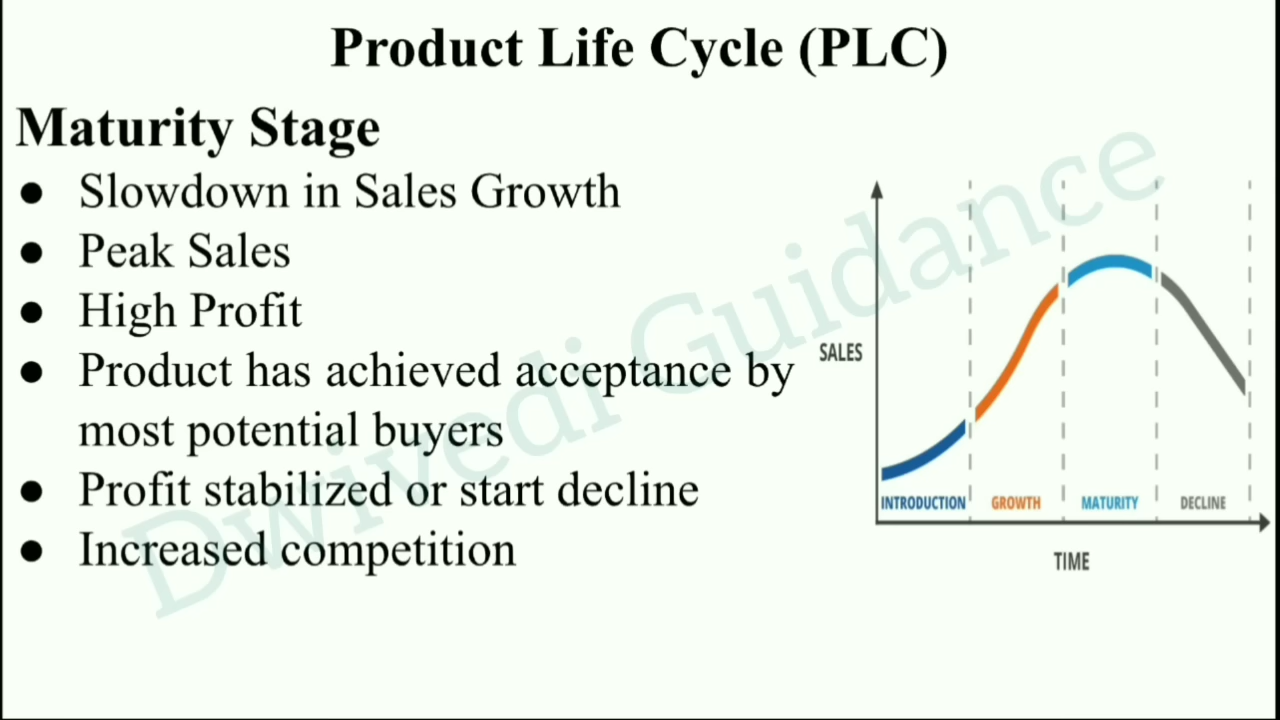 Product Life Cycle (PLC)
Maturity Stage
● Slowdown in Sales Growth
● Peak Sales
● High Profit
● Product has achieved acceptance by
most potential buyers
● Profit stabilized or start decline
● Increased competition
SALES
INTRODUCTION GROWTH MATURITY DECLINE
TIME
Dwivedi Guidance